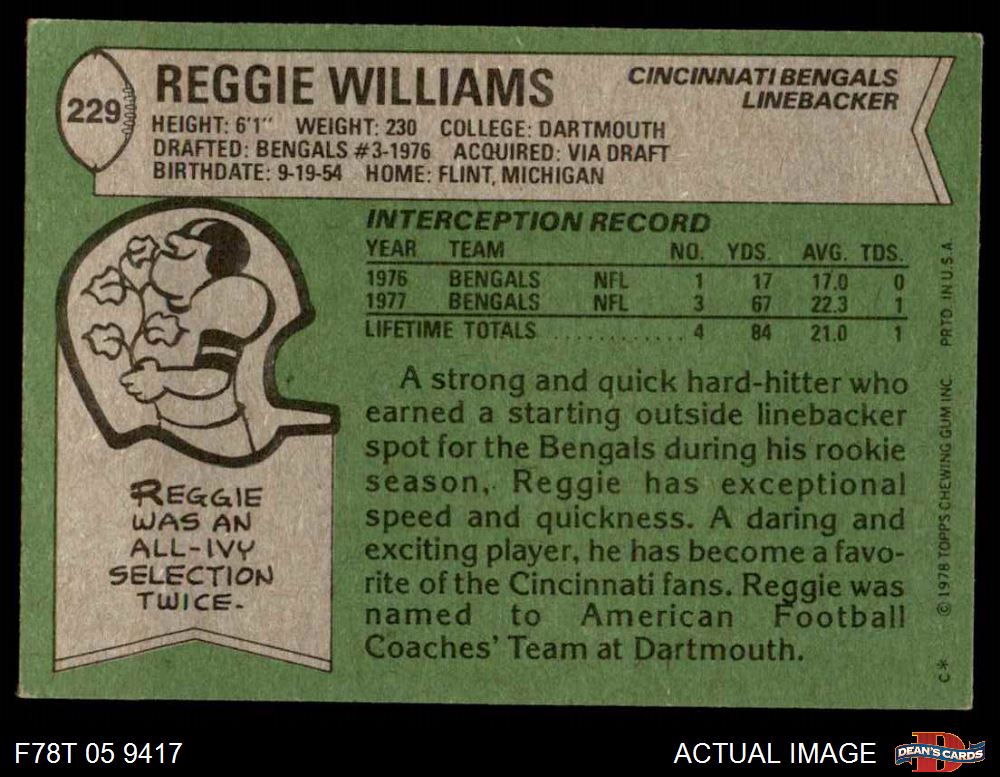 229
REGGIE WILLIAMS
CINCINNATI BENGALS
LINEBACKER
HEIGHT: 6'1" WEIGHT: 230 COLLEGE: DARTMOUTH
DRAFTED: BENGALS #3-1976 ACQUIRED: VIA DRAFT
BIRTHDATE: 9-19-54 HOME: FLINT, MICHIGAN
INTERCEPTION RECORD
YEAR TEAM NO. YDS. AVG. TDS.
1976 BENGALS NFL 1 17 17.0 0
1977 BENGALS NFL 3 67 22.3 1
LIFETIME TOTALS ............ 4 84 21.0 1
A strong and quick hard-hitter who
earned a starting outside linebacker
spot for the Bengals during his rookie
season, Reggie has exceptional
speed and quickness. A daring and
exciting player, he has become a favo-
rite of the Cincinnati fans. Reggie was
named to American Football
Coaches' Team at Dartmouth.
REGGIE
WAS AN
ALL-IVY
SELECTION
TWICE.
C* © 1978 TOPPS CHEWING GUM INC. PRTD. IN U.S.A.
F78T 05 9417
ACTUAL IMAGE
D
DEAN'S CARDS